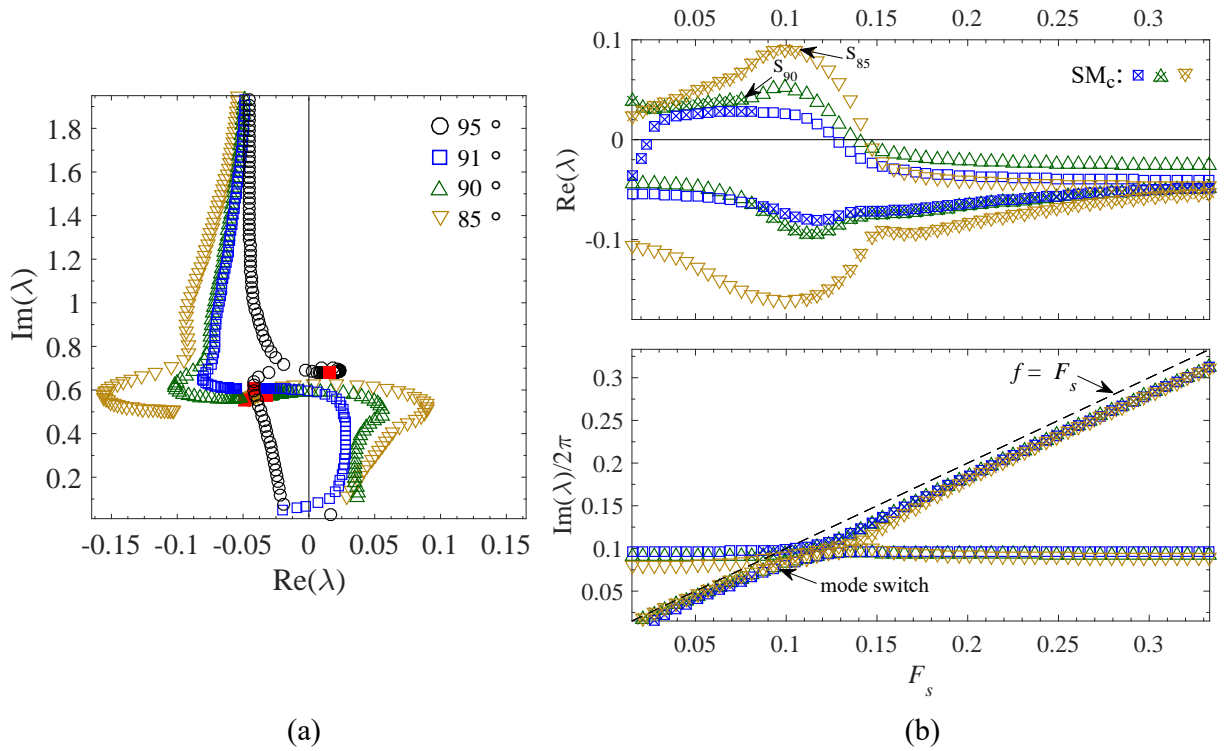 Im(λ)
1.8
1.6
1.4
1.2
1
0.8
0.6
0.4
0.2
95 °
91 °
90 °
85 °
-0.15 -0.1 -0.05 0 0.05 0.1 0.15
Re(λ)
(a)
0.05 0.1 0.15 0.2 0.25 0.3
Re(λ)
0.1
0
-0.1
S90
S85
SMc:
Im(λ)/2π
0.3
0.25
0.2
0.15
0.1
0.05
f = Fs
mode switch
0.05 0.1 0.15 0.2 0.25 0.3
Fs
(b)